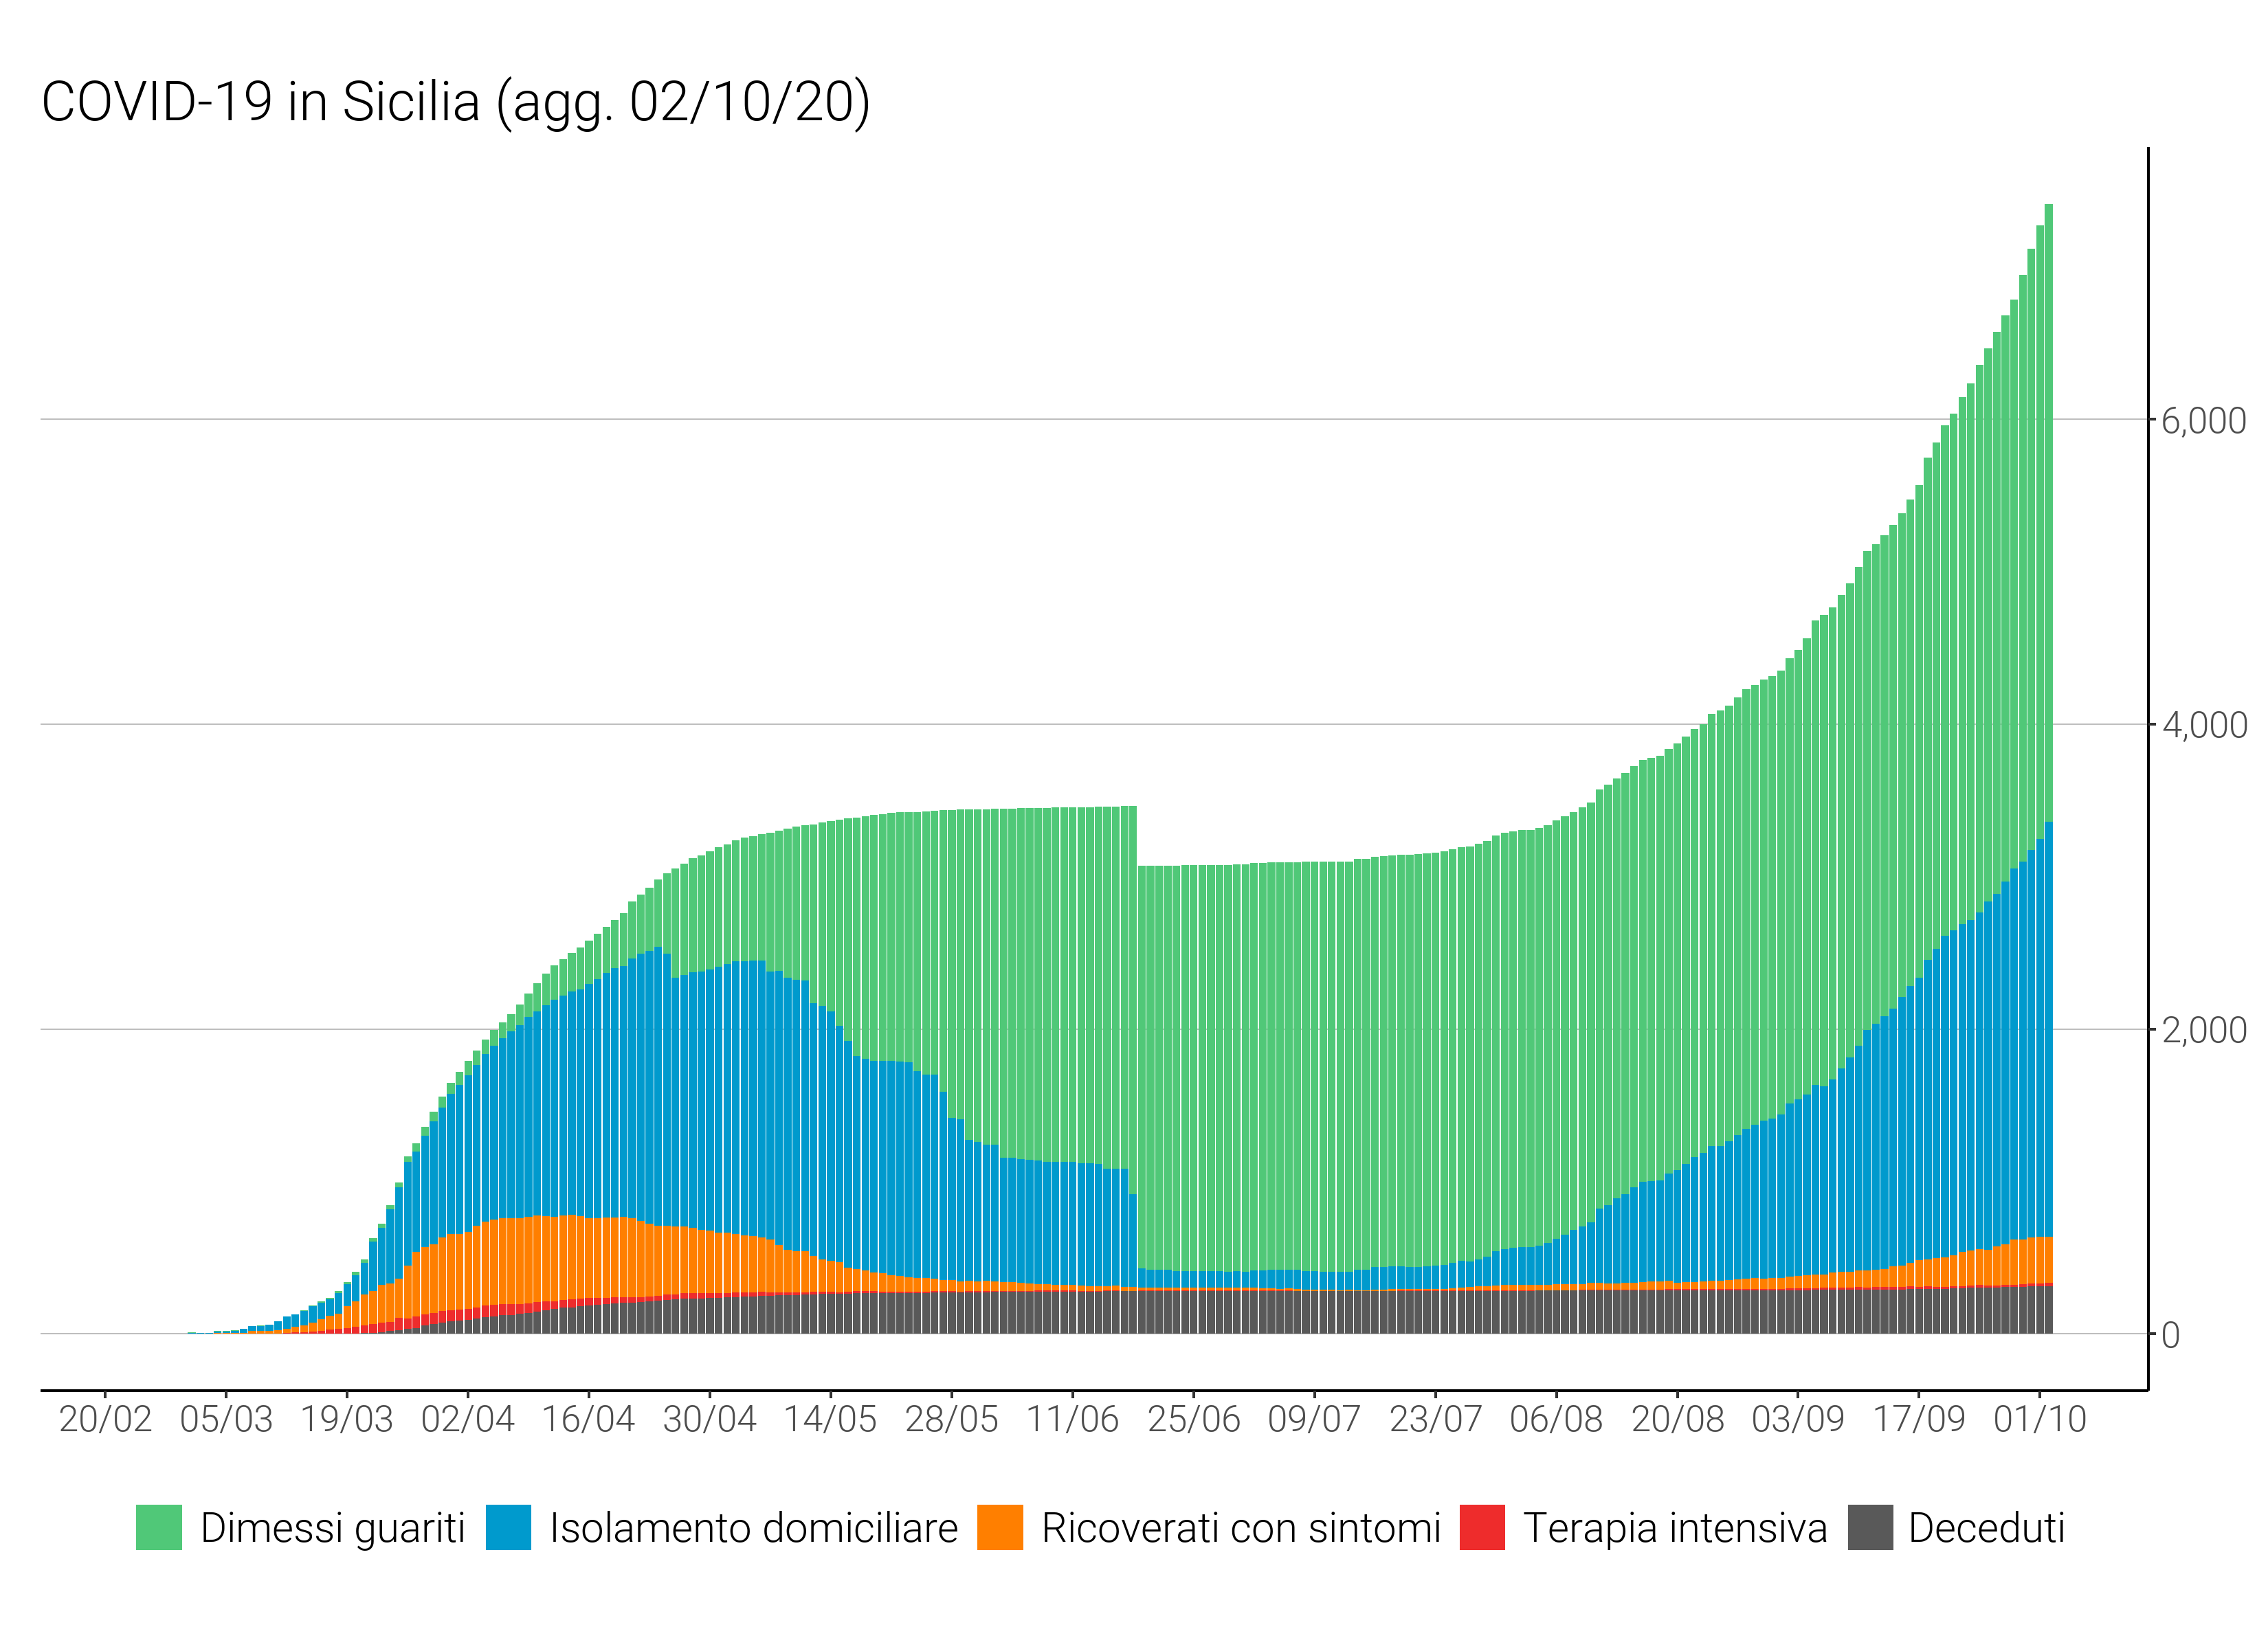 COVID-19 in Sicilia (agg. 02/10/20)
6,000
4,000
2,000
0
20/02 05/03 19/03 02/04 16/04 30/04 14/05 28/05 11/06 25/06 09/07 23/07 06/08 20/08 03/09 17/09 01/10
Dimessi guariti Isolamento domiciliare Ricoverati con sintomi Terapia intensiva Deceduti